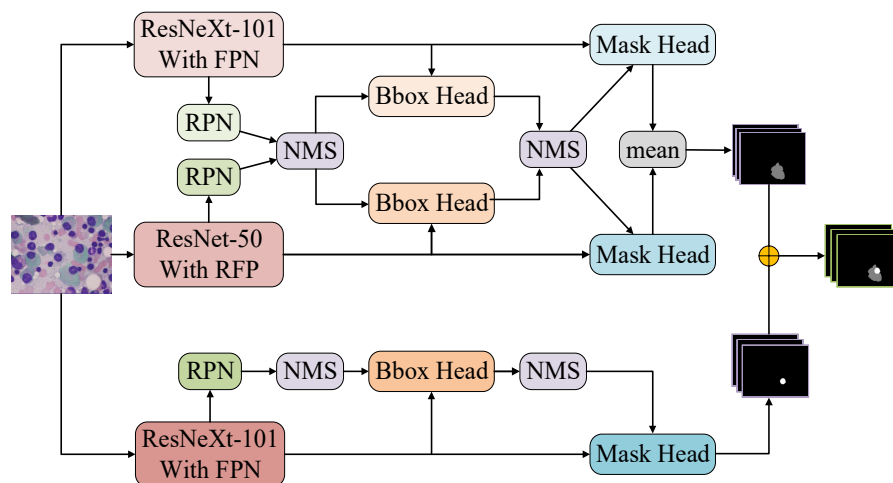 ResNeXt-101
With FPN
Mask Head
Bbox Head
RPN
NMS
NMS
mean
RPN
Bbox Head
ResNet-50
With RFP
Mask Head
RPN
NMS
Bbox Head
NMS
ResNeXt-101
With FPN
Mask Head